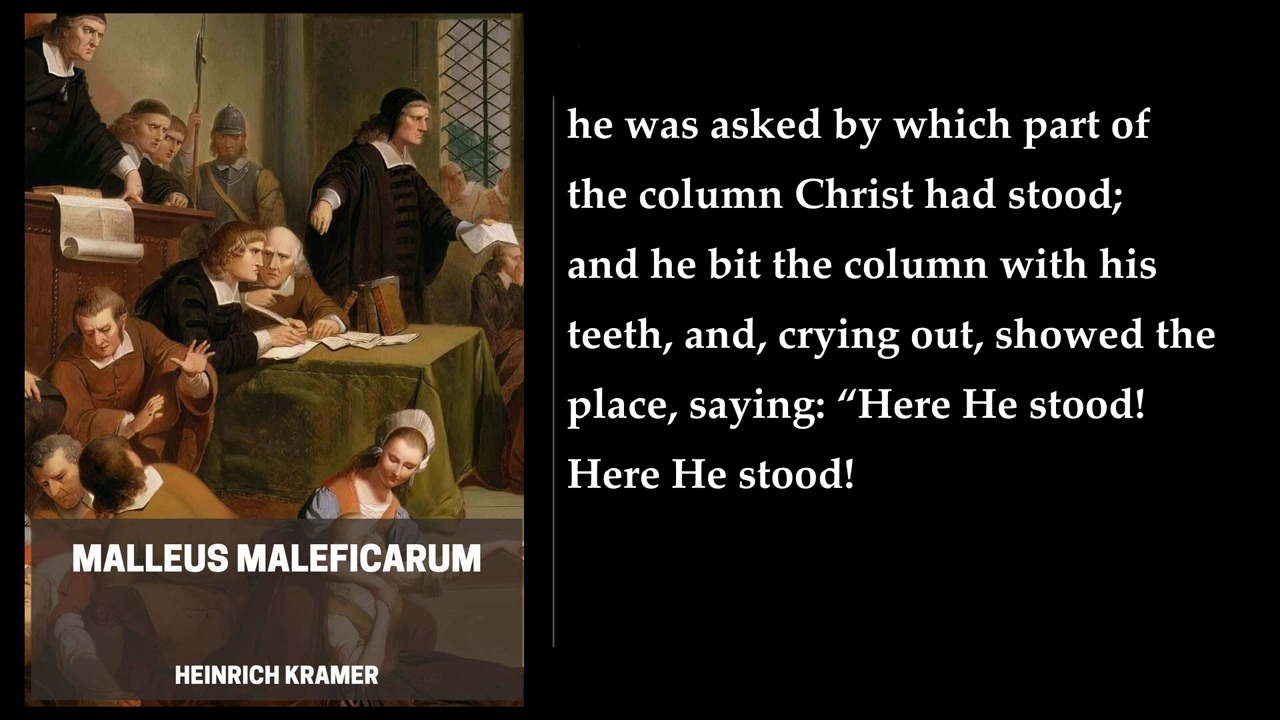 he was asked by which part of
the column Christ had stood;
and he bit the column with his
teeth, and, crying out, showed the
place, saying: “Here He stood!
Here He stood!
MALLEUS MALEFICARUM
HEINRICH KRAMER